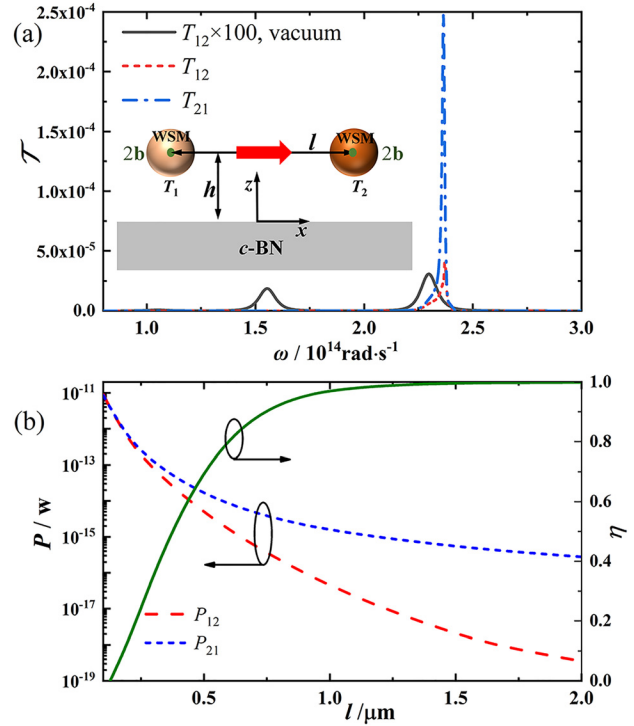 (a)
2.5x10⁻⁴
2.0x10⁻⁴
1.5x10⁻⁴
1.0x10⁻⁴
5.0x10⁻⁵
0.0
𝒯
T₁₂×100, vacuum
T₁₂
T₂₁
WSM
WSM
2b
l
2b
T₁
T₂
h
z
x
c-BN
1.0
1.5
2.0
2.5
3.0
ω / 10¹⁴rad·s⁻¹
(b)
10⁻¹¹
10⁻¹³
10⁻¹⁵
10⁻¹⁷
10⁻¹⁹
P / w
P₁₂
P₂₁
1.0
0.8
0.6
0.4
0.2
0.0
η
0.5
1.0
1.5
2.0
l /μm